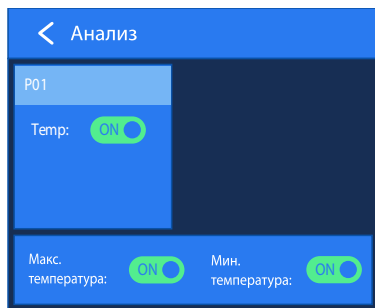 Анализ
P01
Temp: ON
Макс.
температура: ON
Мин.
температура: ON